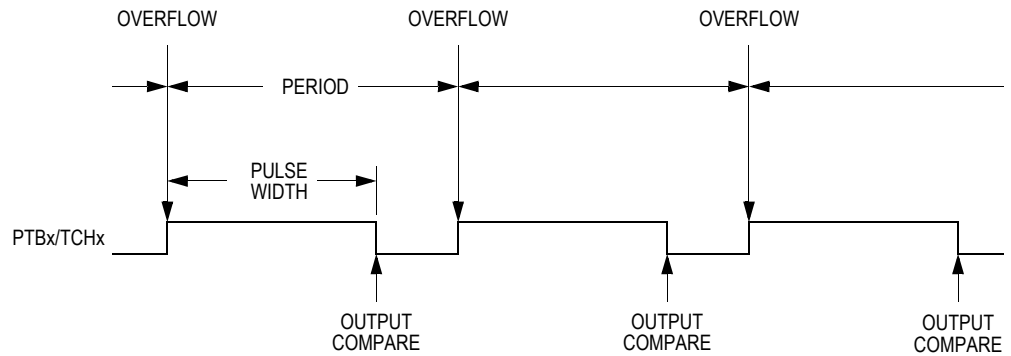 OVERFLOW
OVERFLOW
OVERFLOW
PERIOD
PULSE
WIDTH
PTBx/TCHx
OUTPUT
COMPARE
OUTPUT
COMPARE
OUTPUT
COMPARE